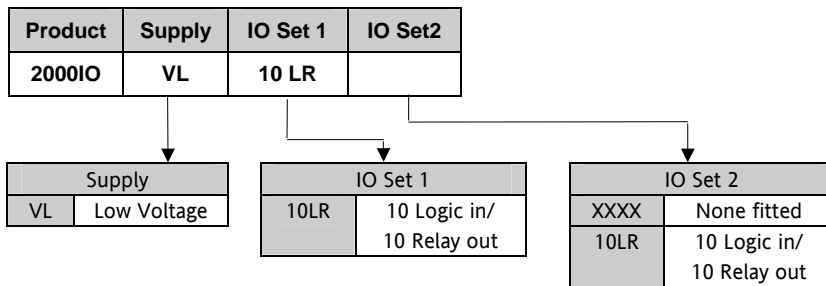 Product Supply IO Set 1 IO Set2
2000IO VL 10 LR
Supply
VL Low Voltage
IO Set 1
10LR 10 Logic in/
10 Relay out
IO Set 2
XXXX None fitted
10LR 10 Logic in/
10 Relay out